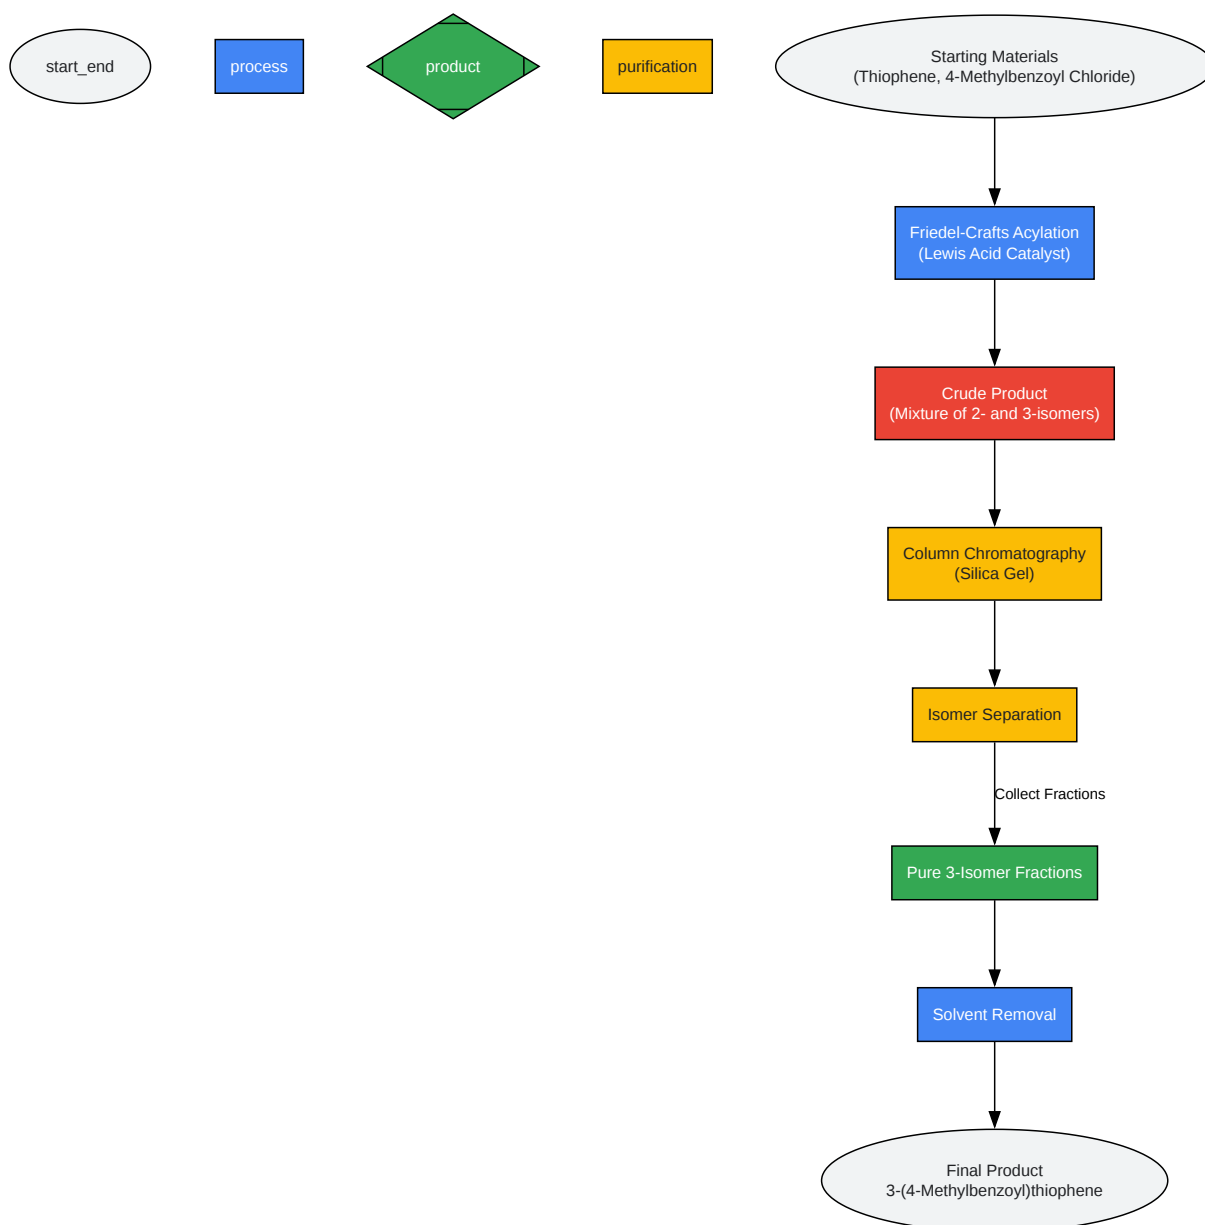 start_end
process
product
purification
Starting Materials
(Thiophene, 4-Methylbenzoyl Chloride)
Friedel-Crafts Acylation
(Lewis Acid Catalyst)
Crude Product
(Mixture of 2- and 3-isomers)
Column Chromatography
(Silica Gel)
Isomer Separation
Collect Fractions
Pure 3-Isomer Fractions
Solvent Removal
Final Product
3-(4-Methylbenzoyl)thiophene